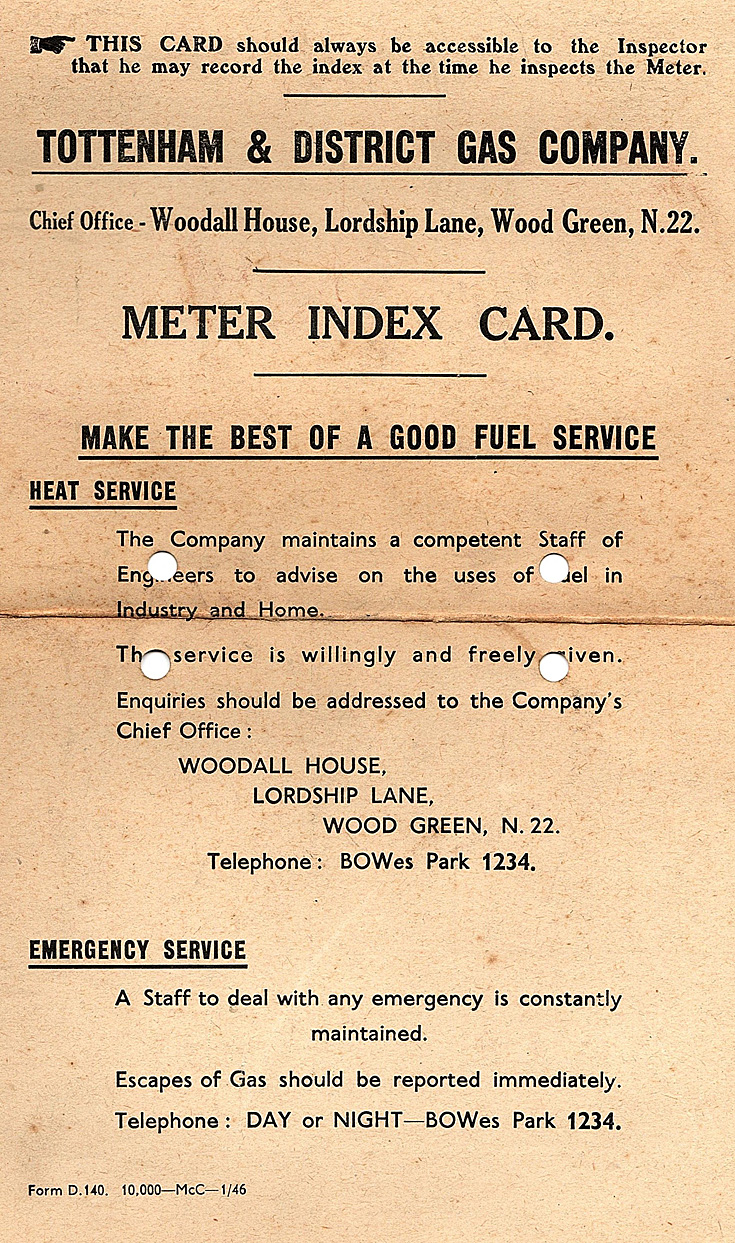 THIS CARD should always be accessible to the Inspector
that he may record the index at the time he inspects the Meter.
TOTTENHAM & DISTRICT GAS COMPANY.
Chief Office - Woodall House, Lordship Lane, Wood Green, N.22.
METER INDEX CARD.
MAKE THE BEST OF A GOOD FUEL SERVICE
HEAT SERVICE
The Company maintains a competent Staff of
Engineers to advise on the uses of fuel in
Industry and Home.
The service is willingly and freely given.
Enquiries should be addressed to the Company's
Chief Office :
WOODALL HOUSE,
LORDSHIP LANE,
WOOD GREEN, N. 22.
Telephone : BOWes Park 1234.
EMERGENCY SERVICE
A Staff to deal with any emergency is constantly
maintained.
Escapes of Gas should be reported immediately.
Telephone : DAY or NIGHT—BOWes Park 1234.
Form D.140. 10,000—McC—1/46